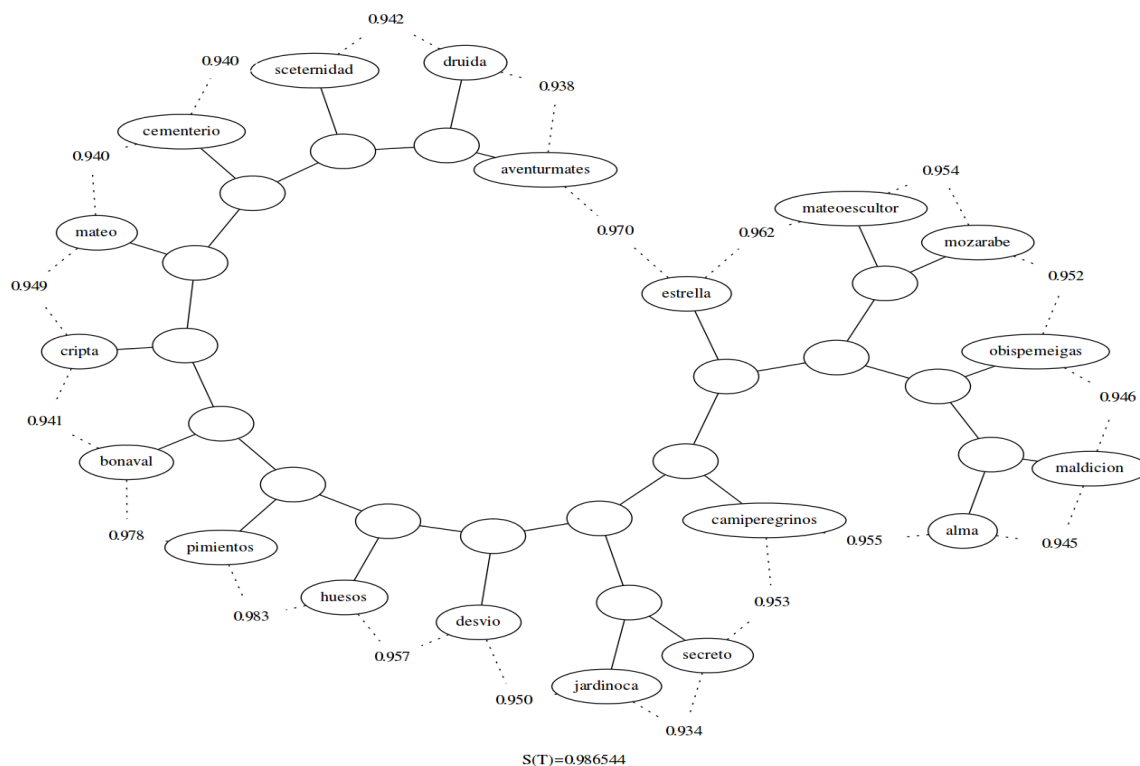 0.942
sceternidad
druida
0.940
0.938
cementerio
0.940
aventurmates
0.954
mateoescultor
mateo
0.970
0.962
mozarabe
0.949
0.952
estrella
cripta
obispemeigas
0.946
0.941
bonaval
maldicion
0.978
pimientos
camiperegrinos
alma
0.955
0.945
huesos
0.983
0.953
desvio
0.957
secreto
jardinoca
0.950
0.934
S(T)=0.986544